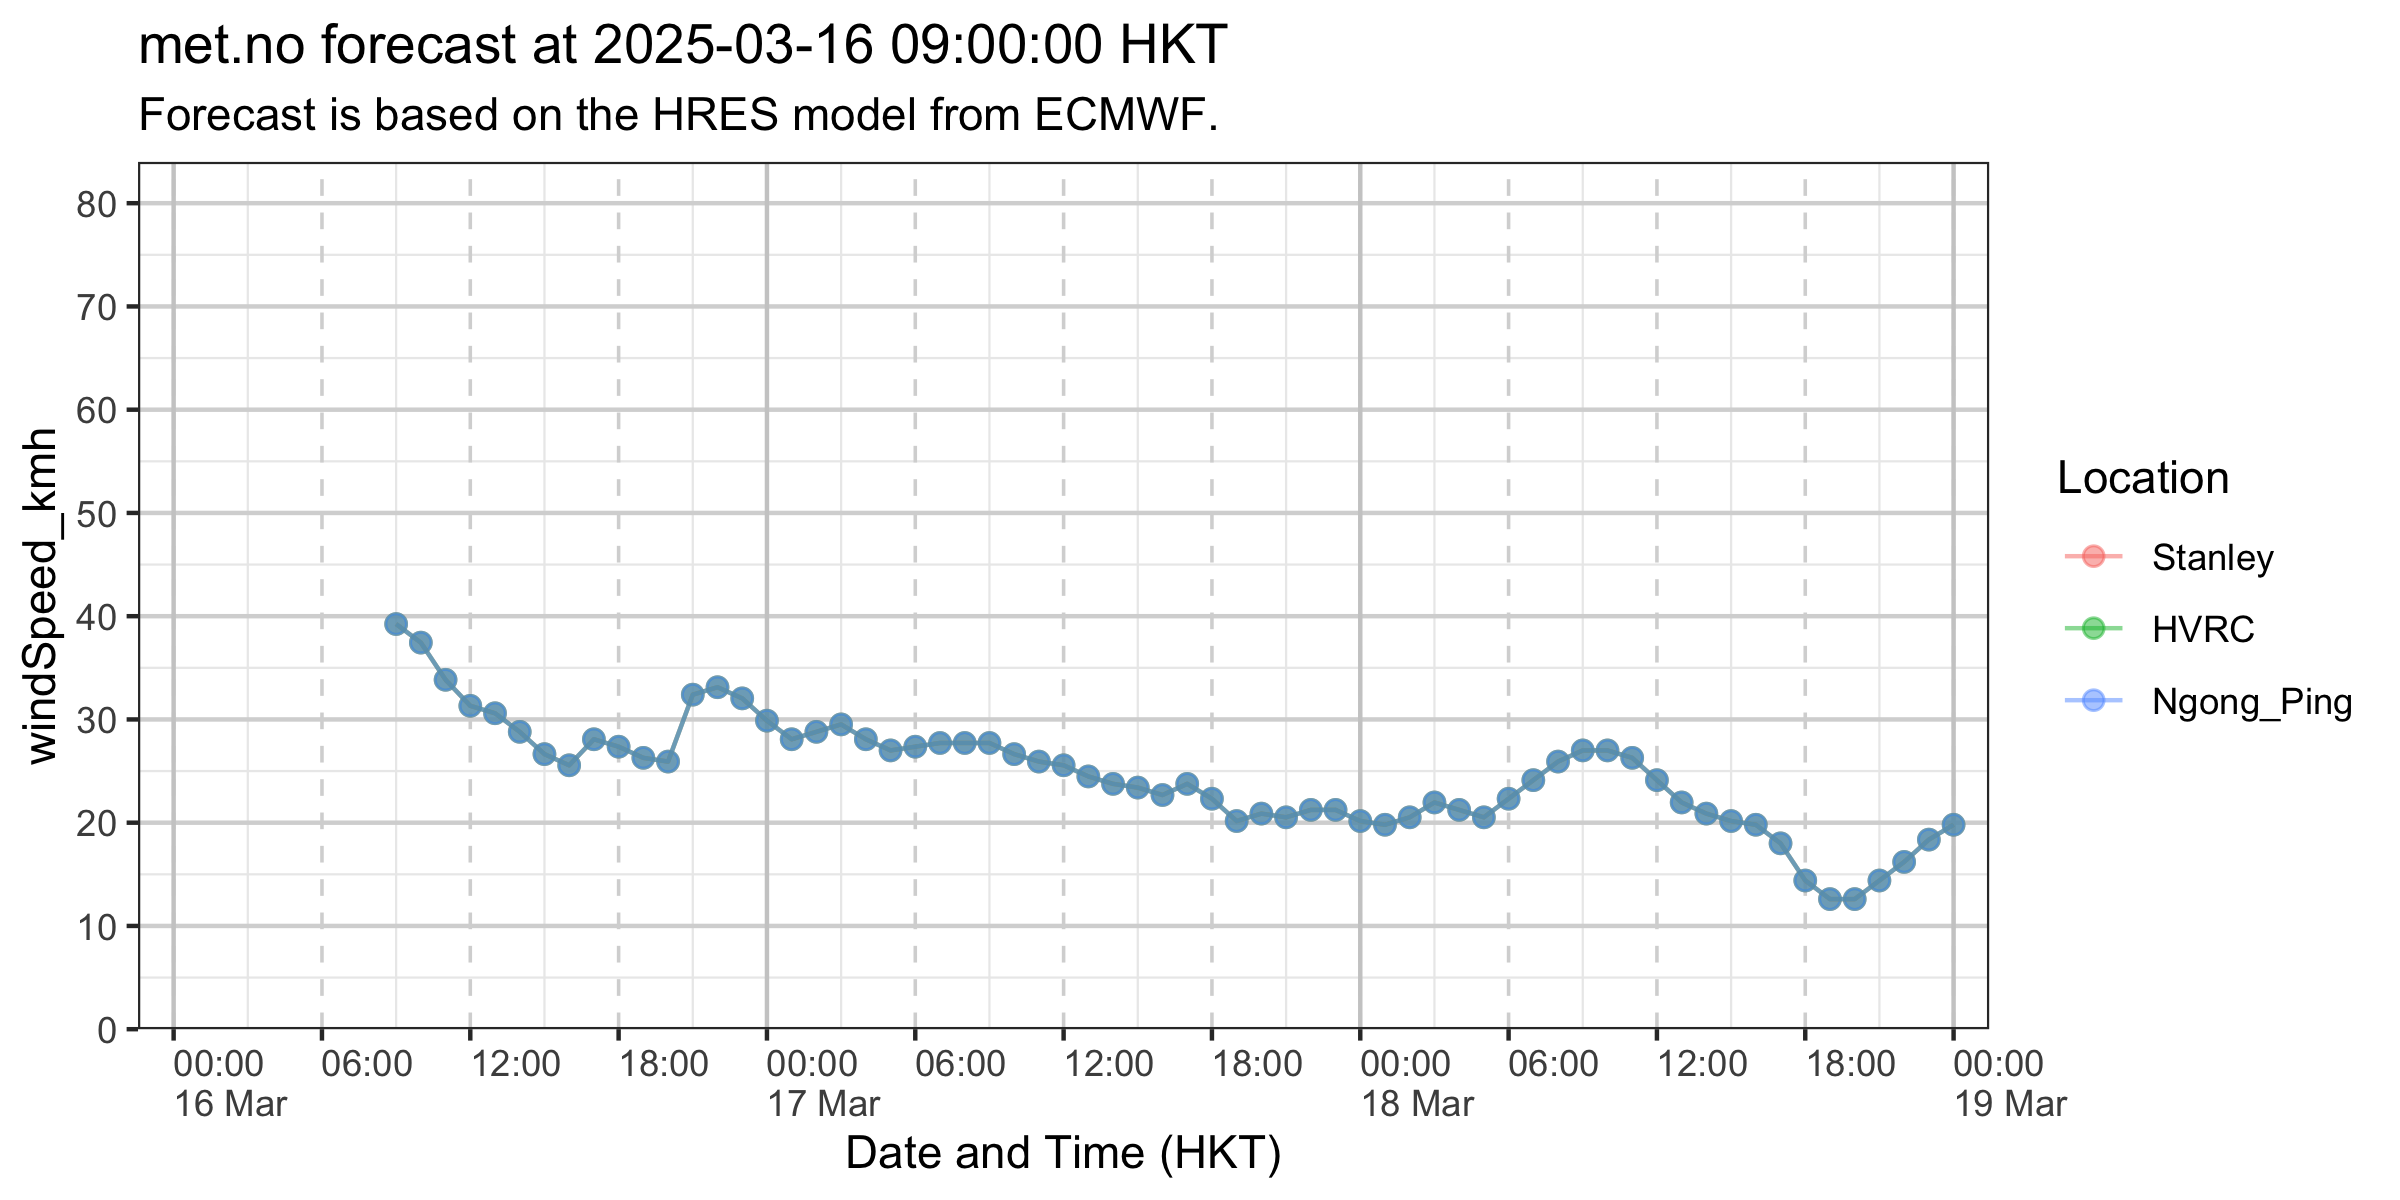 met.no forecast at 2025-03-16 09:00:00 HKT
Forecast is based on the HRES model from ECMWF.
windSpeed_kmh
80
70
60
50
40
30
20
10
0
00:00 06:00 12:00 18:00 00:00 06:00 12:00 18:00 00:00 06:00 12:00 18:00 00:00
16 Mar 17 Mar 18 Mar 19 Mar
Date and Time (HKT)
Location
Stanley
HVRC
Ngong_Ping